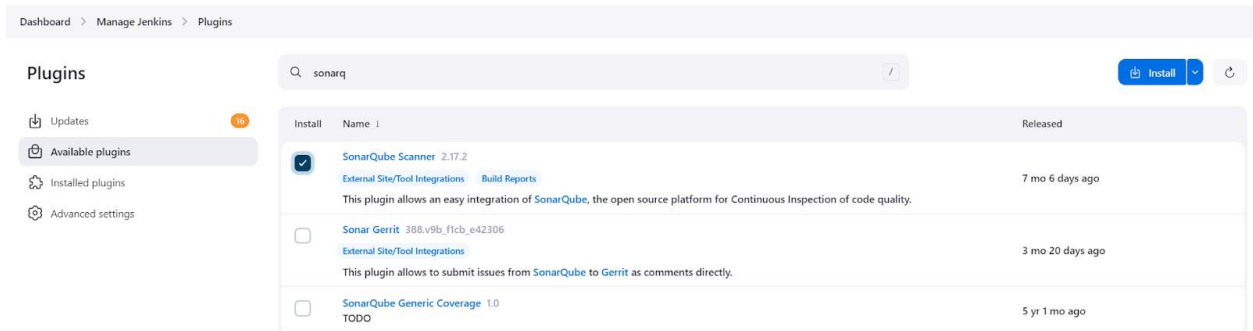 Dashboard > Manage Jenkins > Plugins
Plugins
sonarq
/
Install
Updates 16
Available plugins
Installed plugins
Advanced settings
Install Name ↓ Released
SonarQube Scanner 2.17.2
External Site/Tool Integrations Build Reports
This plugin allows an easy integration of SonarQube, the open source platform for Continuous Inspection of code quality.
7 mo 6 days ago
Sonar Gerrit 388.v9b_f1cb_e42306
External Site/Tool Integrations
This plugin allows to submit issues from SonarQube to Gerrit as comments directly.
3 mo 20 days ago
SonarQube Generic Coverage 1.0
TODO
5 yr 1 mo ago